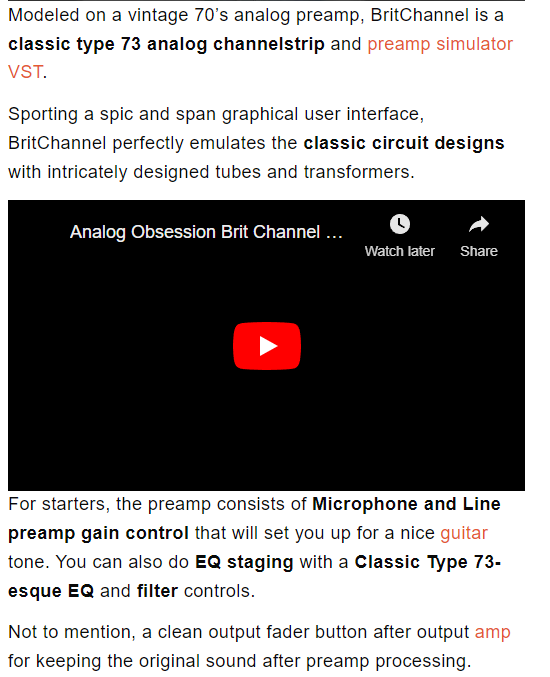 Modeled on a vintage 70’s analog preamp, BritChannel is a
classic type 73 analog channelstrip and preamp simulator
VST.
Sporting a spic and span graphical user interface,
BritChannel perfectly emulates the classic circuit designs
with intricately designed tubes and transformers.
Analog Obsession Brit Channel ...
Watch later
Share
For starters, the preamp consists of Microphone and Line
preamp gain control that will set you up for a nice guitar
tone. You can also do EQ staging with a Classic Type 73-
esque EQ and filter controls.
Not to mention, a clean output fader button after output amp
for keeping the original sound after preamp processing.